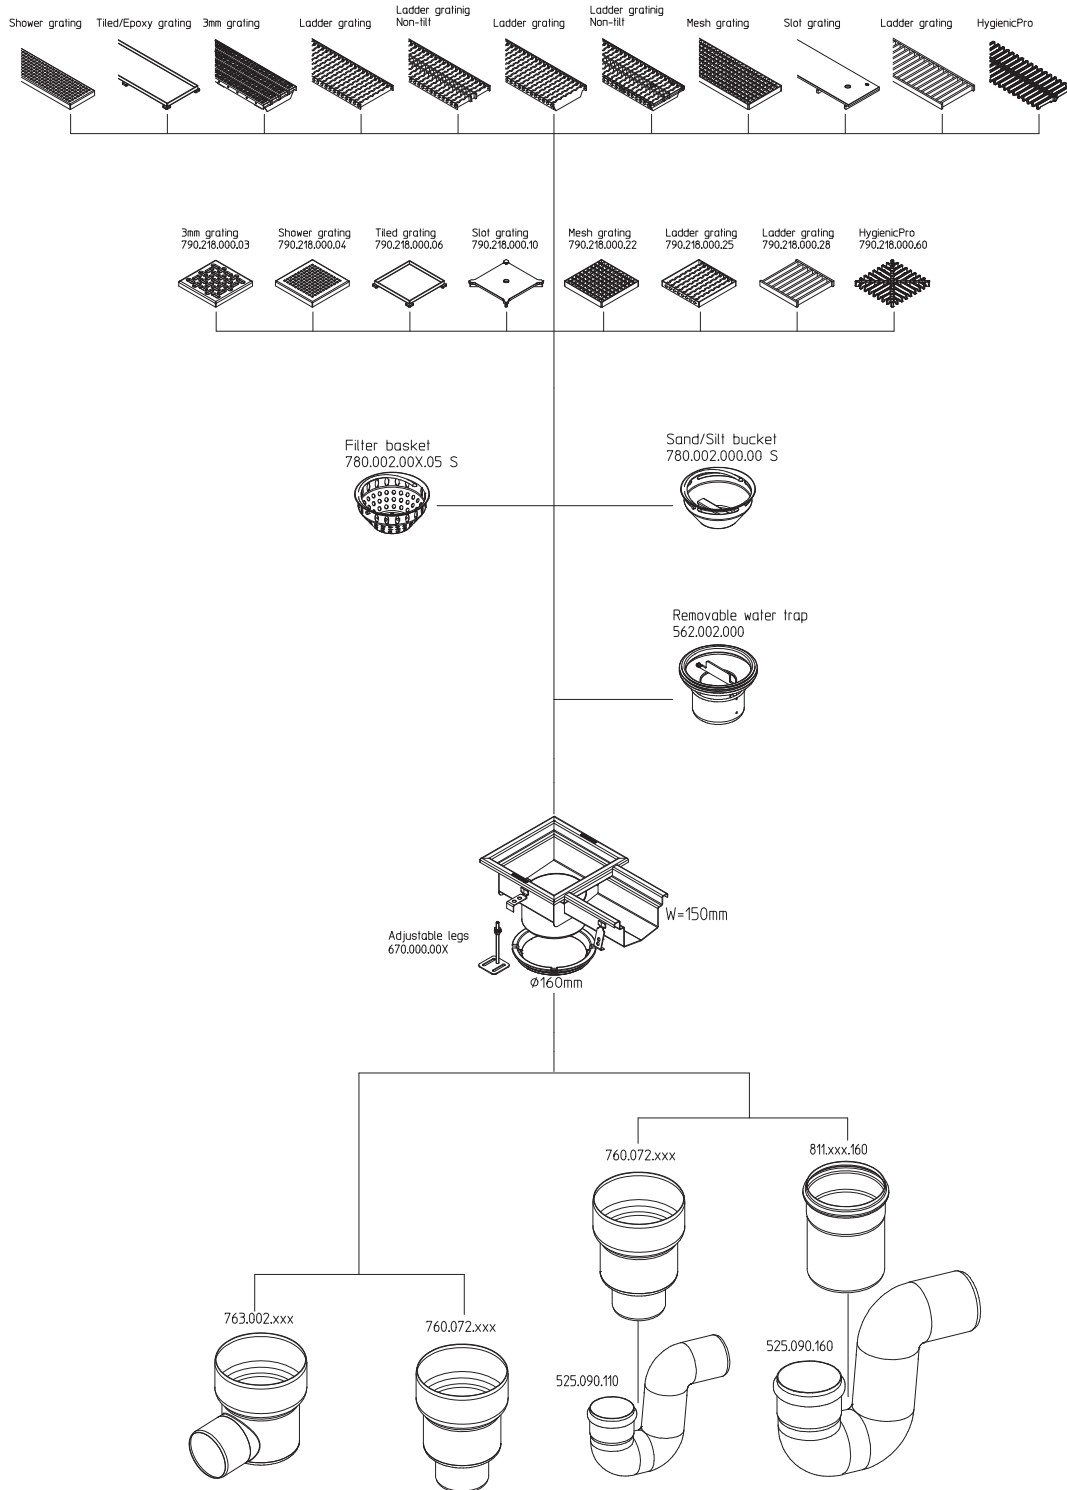 Shower grating
Tiled/Epoxy grating
3mm grating
Ladder grating
Ladder gratinig
Non-tilt
Ladder grating
Ladder gratinig
Non-tilt
Mesh grating
Slot grating
Ladder grating
HygienicPro
3mm grating
790.218.000.03
Shower grating
790.218.000.04
Tiled grating
790.218.000.06
Slot grating
790.218.000.10
Mesh grating
790.218.000.22
Ladder grating
790.218.000.25
Ladder grating
790.218.000.28
HygienicPro
790.218.000.60
Filter basket
780.002.00X.05 S
Sand/Silt bucket
780.002.000.00 S
Removable water trap
562.002.000
W=150mm
Adjustable legs
670.000.00X
⌀160mm
760.072.xxx
811.xxx.160
763.002.xxx
760.072.xxx
525.090.110
525.090.160